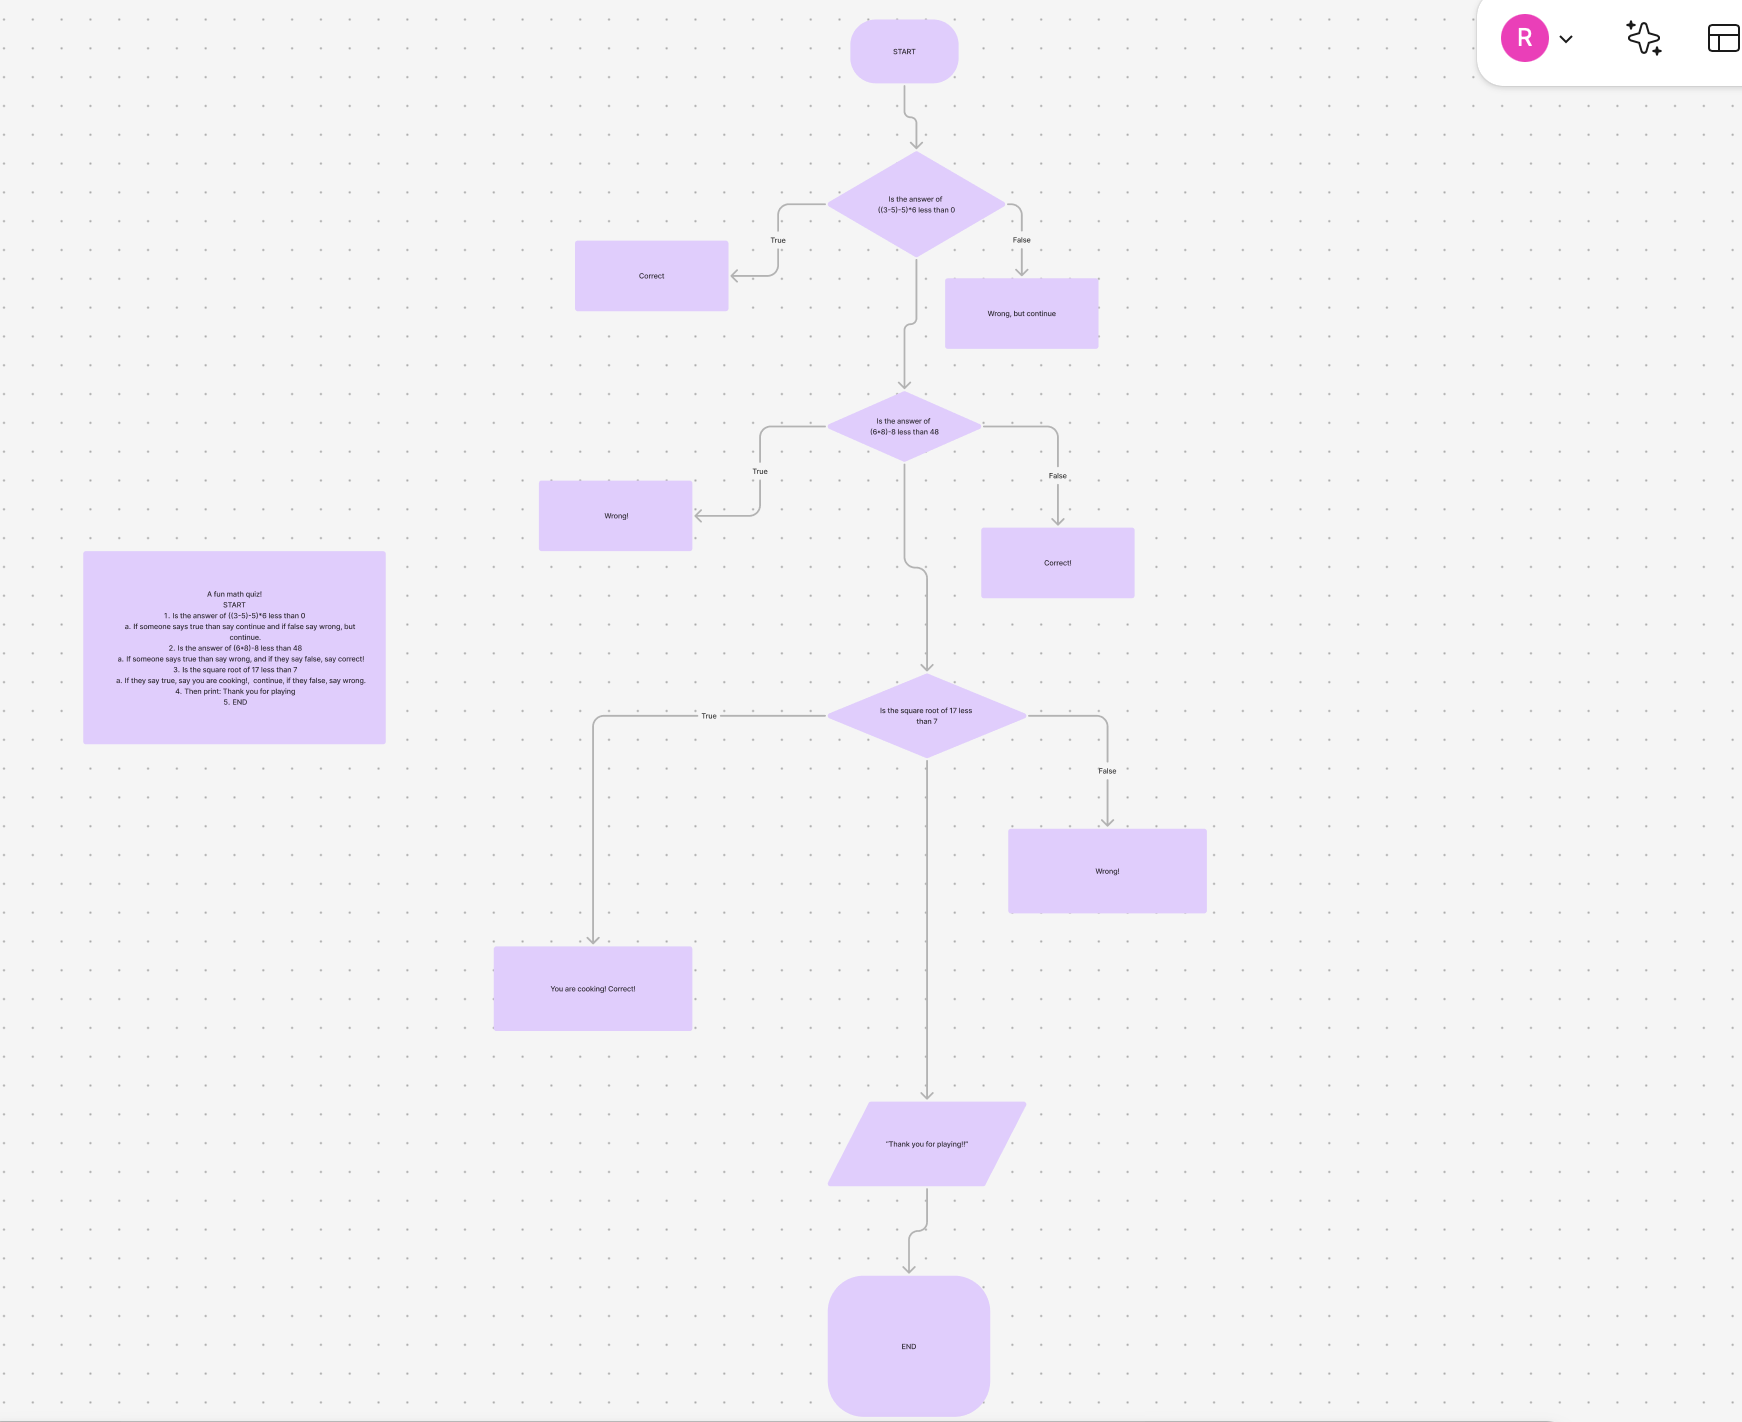 R
START
Is the answer of
((3-5)-5)*6 less than 0
True
False
Correct
Wrong, but continue
Is the answer of
(6*8)-8 less than 48
True
False
Wrong!
Correct!
A fun math quiz!
START
1. Is the answer of ((3-5)-5)*6 less than 0
a. If someone says true than say continue and if false say wrong, but
continue.
2. Is the answer of (6*8)-8 less than 48
a. If someone says true than say wrong, and if they say false, say correct!
3. Is the square root of 17 less than 7
a. If they say true, say you are cooking!, continue, if they false, say wrong.
4. Then print: Thank you for playing
5. END
Is the square root of 17 less
than 7
True
False
Wrong!
You are cooking! Correct!
"Thank you for playing!!"
END